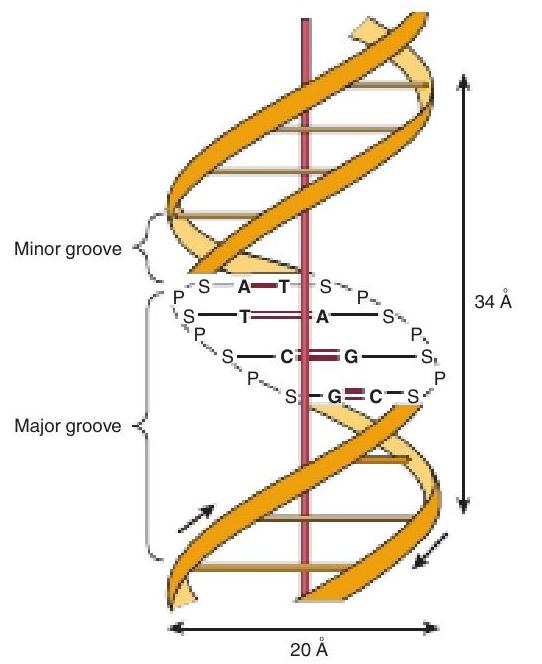 Minor groove
S A T S
P P
S T A S
34 Å
P P
S C G S
P P
S G C S
Major groove
20 Å